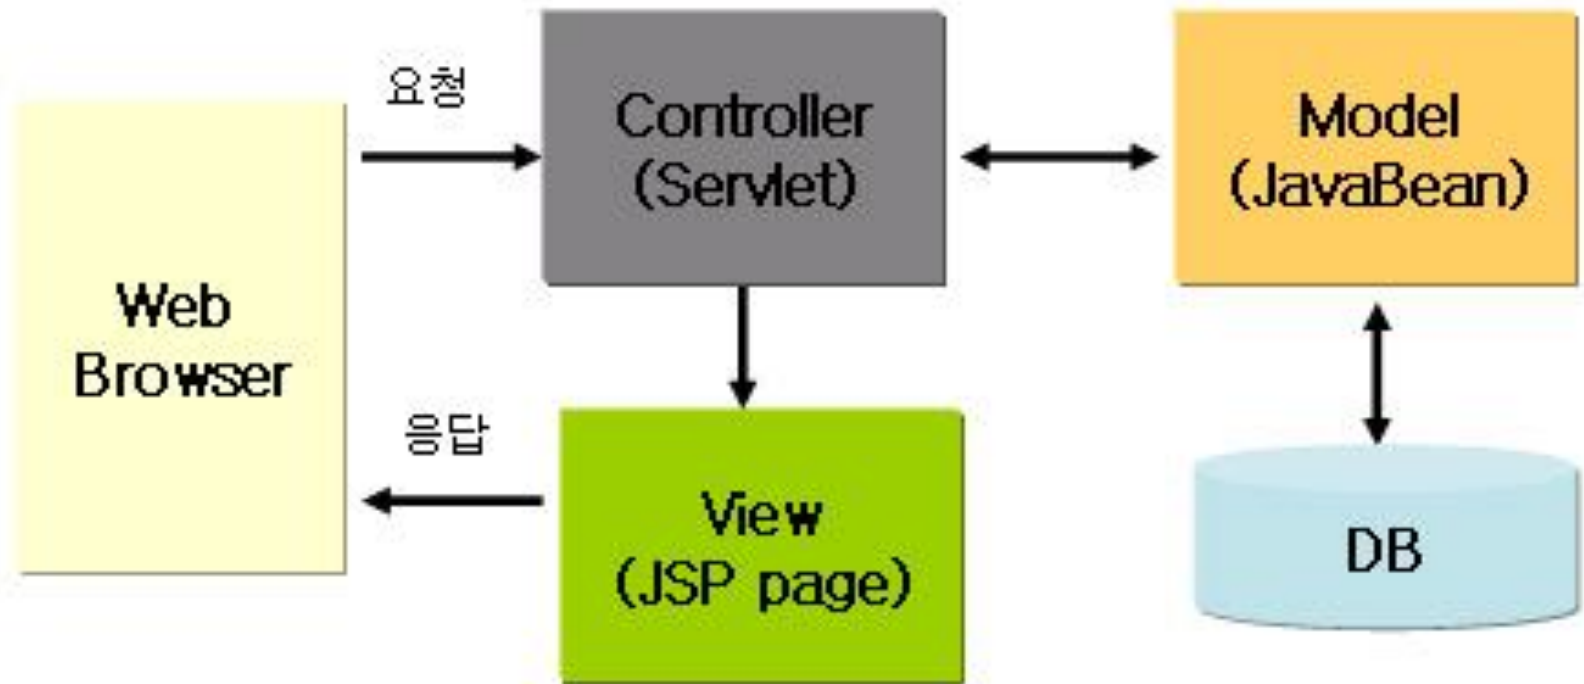 요청
Controller
(Servlet)
Model
(JavaBean)
Web
Browser
응답
View
(JSP page)
DB